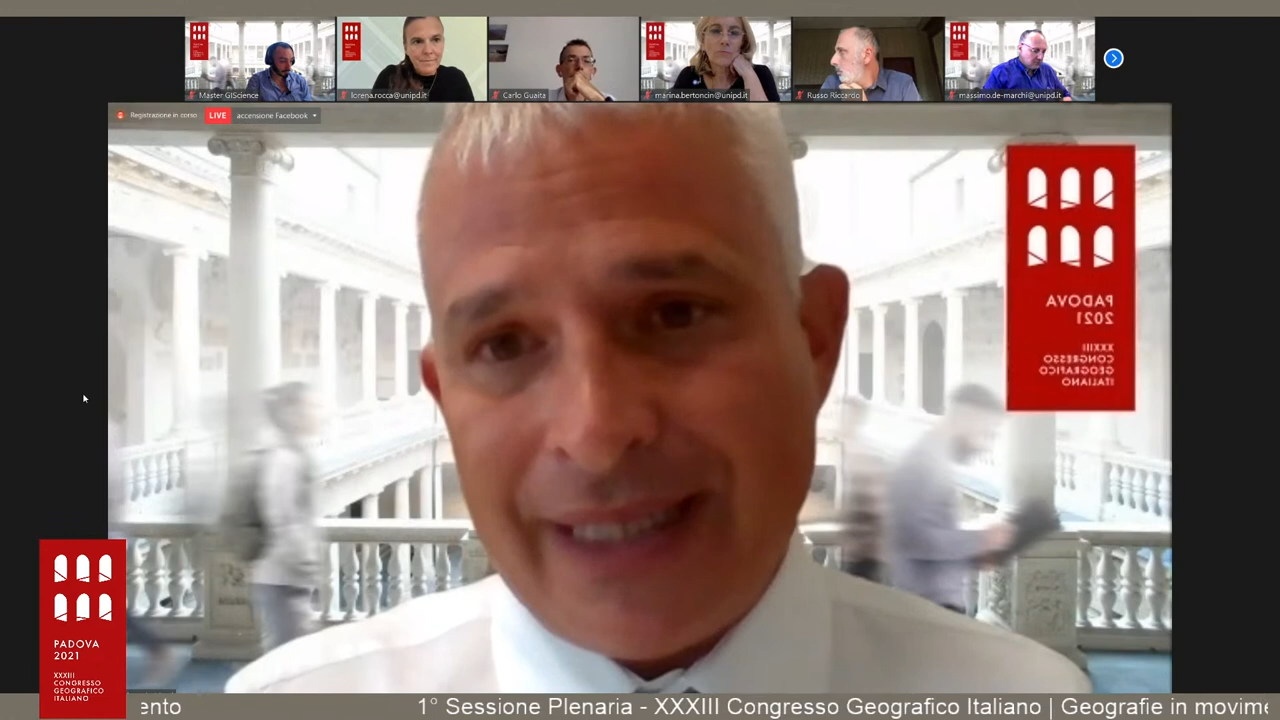 PADOVA
2021
Master GIScience
lorena.rocca@unipd.it
Carlo Guaita
marina.bertoncin@unipd.it
Russo Riccardo
massimo.de-marchi@unipd.it
Registrazione in corso
LIVE
accensione Facebook
PADOVA
2021
XXXIII
CONGRESSO
GEOGRAFICO
ITALIANO
PADOVA
2021
XXXIII
CONGRESSO
GEOGRAFICO
ITALIANO
ento
1° Sessione Plenaria - XXXIII Congresso Geografico Italiano | Geografie in movime